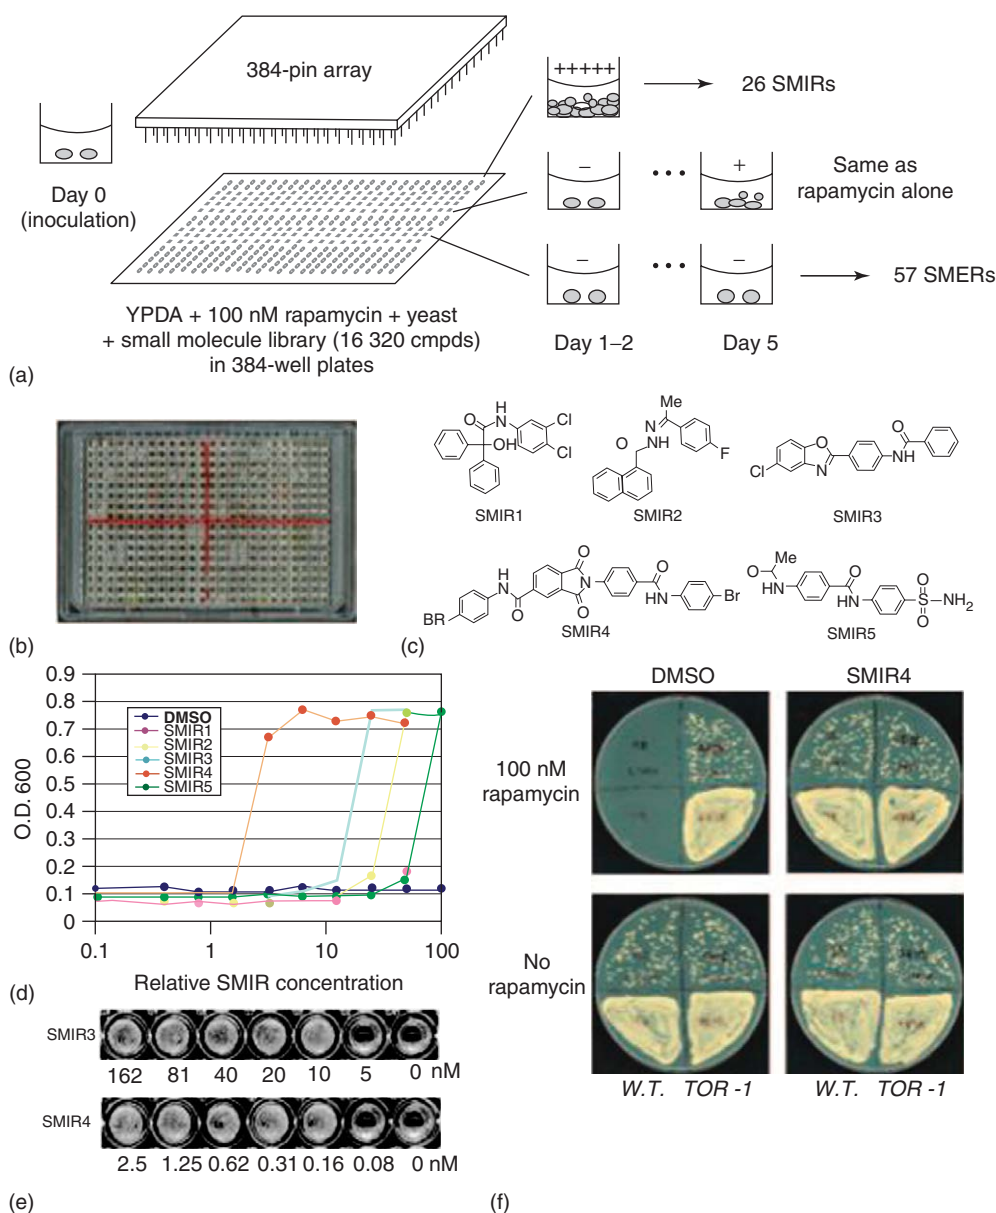 384-pin array
Day 0
(inoculation)
+++++
26 SMIRs
−
+
Same as
rapamycin alone
−
−
57 SMERs
Day 1–2
Day 5
YPDA + 100 nM rapamycin + yeast
+ small molecule library (16 320 cmpds)
in 384-well plates
(a)
(b)
O
H
N
Cl
OH
Cl
SMIR1
Me
N
O
HN
F
SMIR2
O
O
Cl
N
N
H
SMIR3
O
H
N
N
O
O
O
HN
Br
BR
SMIR4
Me
O
O
HN
N
H
O
S
NH2
O
SMIR5
(c)
0.9
0.8
0.7
0.6
0.5
0.4
0.3
0.2
0.1
0
O.D. 600
DMSO
SMIR1
SMIR2
SMIR3
SMIR4
SMIR5
0.1
1
10
100
Relative SMIR concentration
(d)
SMIR3
162 81 40 20 10 5 0 nM
SMIR4
2.5 1.25 0.62 0.31 0.16 0.08 0 nM
(e)
DMSO
SMIR4
100 nM
rapamycin
No
rapamycin
W.T. TOR -1
W.T. TOR -1
(f)